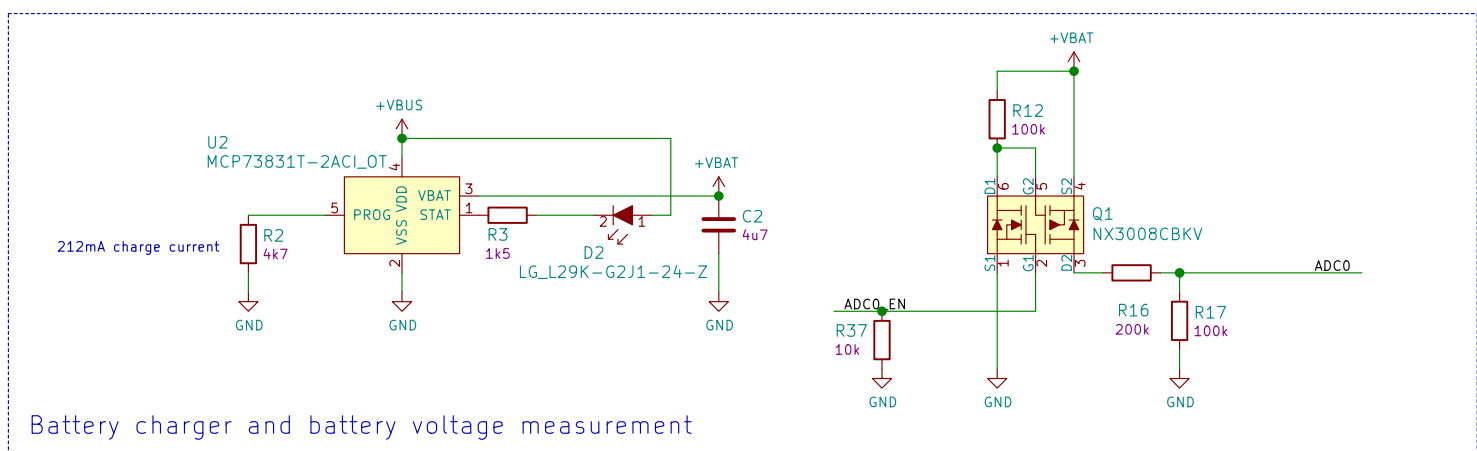 +VBUS
U2
MCP73831T-2ACI_OT
4
VDD
PROG
5
VBAT
3
STAT
1
VSS
2
R2
4k7
212mA charge current
GND
GND
R3
1k5
2
1
D2
LG_L29K-G2J1-24-Z
+VBAT
C2
4u7
GND
+VBAT
R12
100k
D1
6
G2
5
S2
4
Q1
NX3008CBKV
S1
1
G1
2
D2
3
ADC0_EN
R37
10k
GND
GND
R16
200k
R17
100k
ADC0
GND
Battery charger and battery voltage measurement